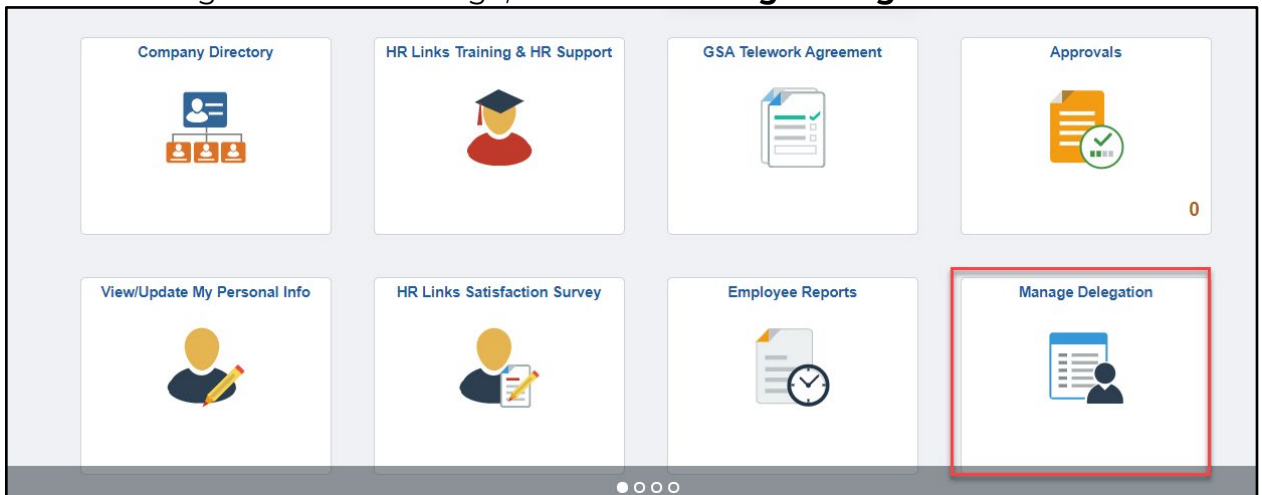 Company Directory
HR Links Training & HR Support
GSA Telework Agreement
Approvals
0
View/Update My Personal Info
HR Links Satisfaction Survey
Employee Reports
Manage Delegation